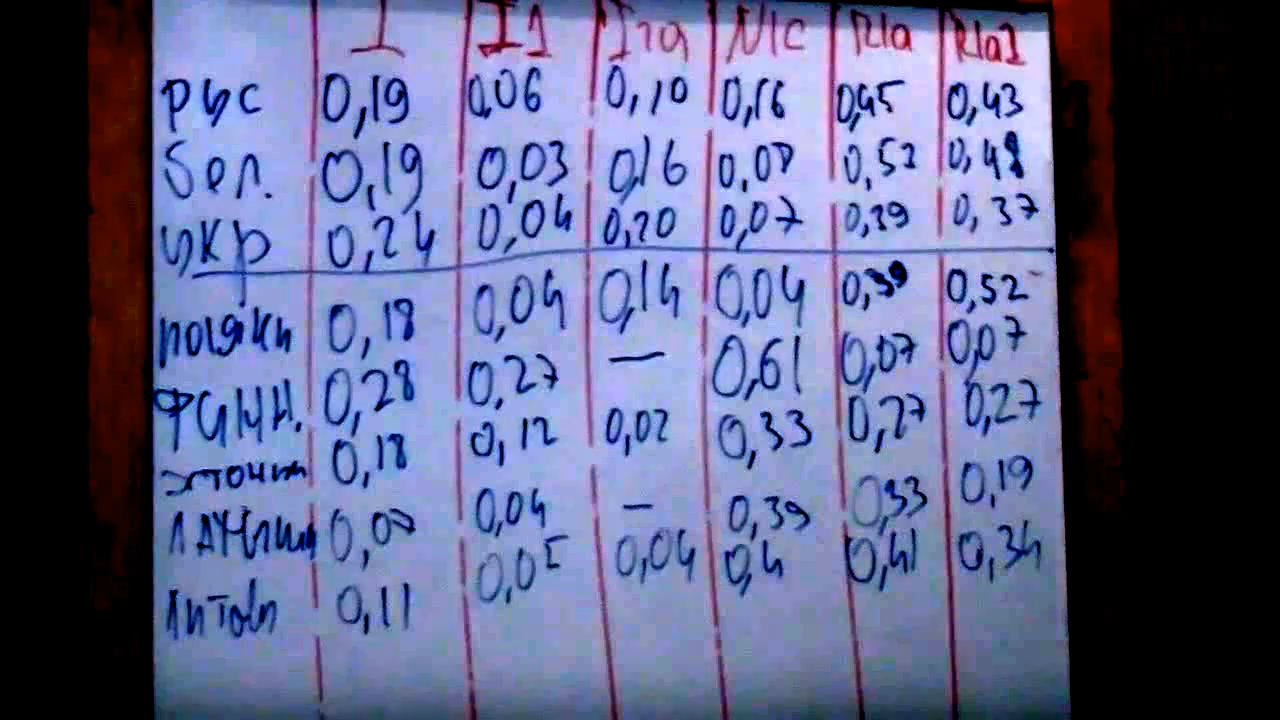 I I1 I2a N1c R1a R1a1
рус 0,19 0,06 0,10 0,16 0,45 0,43
бел. 0,19 0,03 0,16 0,52 0,48
укр 0,24 0,04 0,20 0,07 0,39 0,37
поляки 0,18 0,04 0,14 0,04 0,39 0,52
финн. 0,28 0,27 — 0,61 0,07 0,07
эстонц 0,18 0,12 0,02 0,33 0,27 0,27
0,04 — 0,39 0,33 0,19
литов 0,11 0,05 0,04 0,4 0,41 0,34